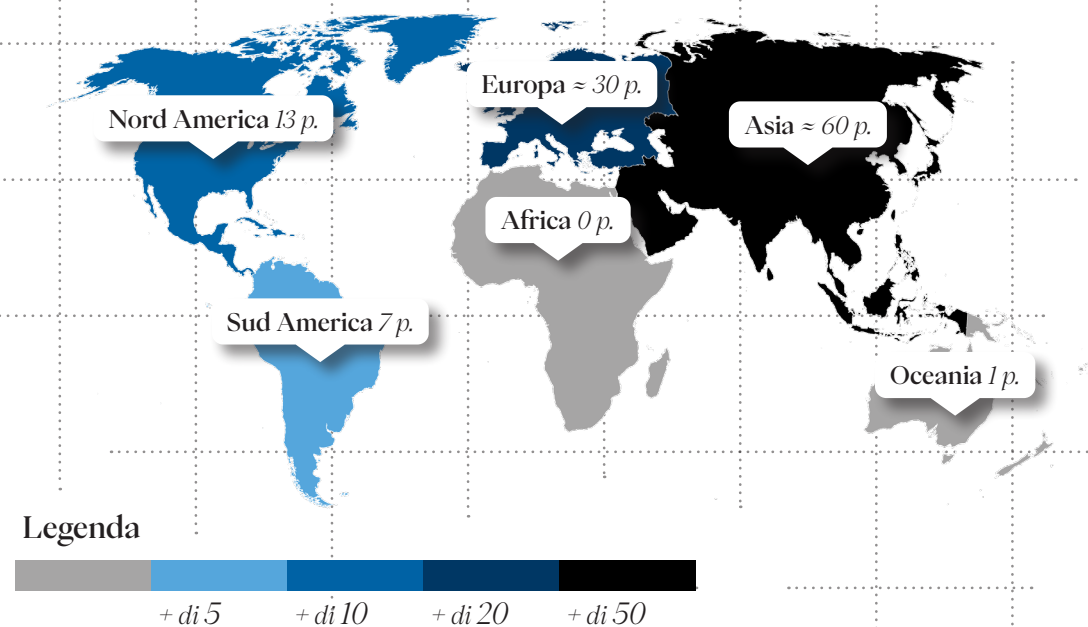 Europa ≈ 30 p.
Nord America 13 p.
Asia ≈ 60 p.
Africa 0 p.
Sud America 7 p.
Oceania 1 p.
Legenda
+ di 5
+ di 10
+ di 20
+ di 50